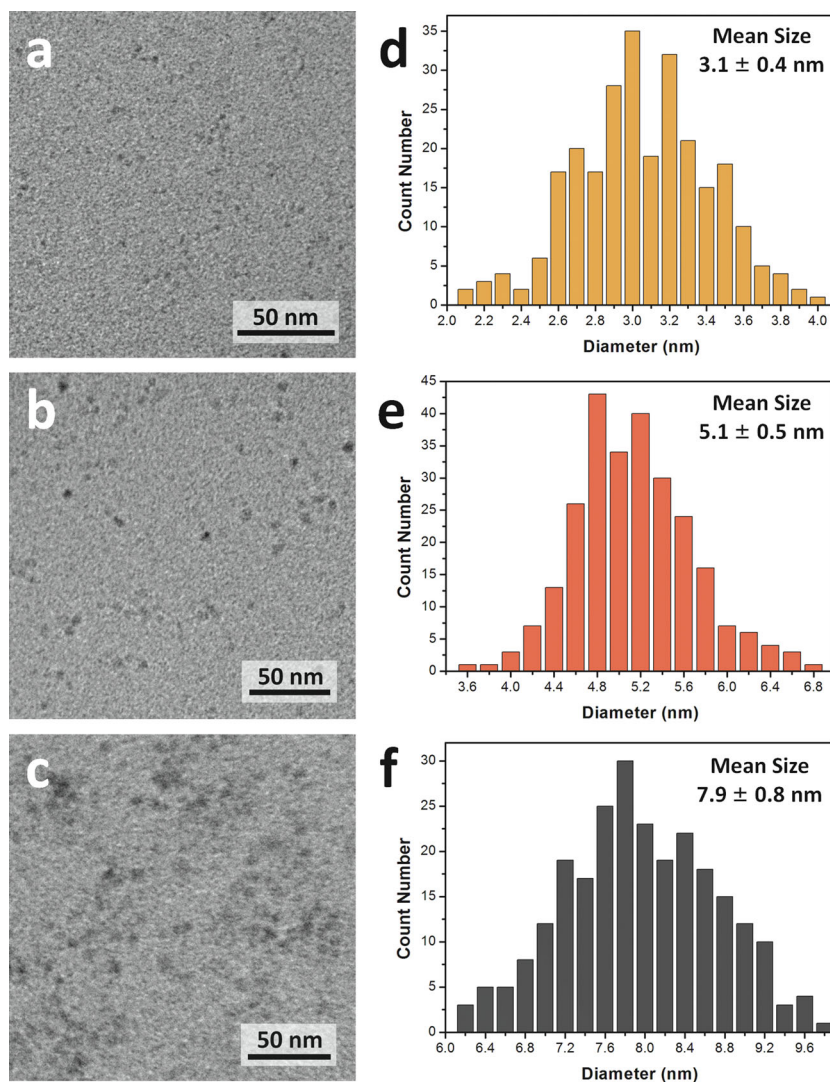 a
50 nm
d
Mean Size
3.1 ± 0.4 nm
Count Number
35
30
25
20
15
10
5
0
2.0 2.2 2.4 2.6 2.8 3.0 3.2 3.4 3.6 3.8 4.0
Diameter (nm)
b
50 nm
e
Mean Size
5.1 ± 0.5 nm
Count Number
45
40
35
30
25
20
15
10
5
0
3.6 4.0 4.4 4.8 5.2 5.6 6.0 6.4 6.8
Diameter (nm)
c
50 nm
f
Mean Size
7.9 ± 0.8 nm
Count Number
30
25
20
15
10
5
0
6.0 6.4 6.8 7.2 7.6 8.0 8.4 8.8 9.2 9.6
Diameter (nm)